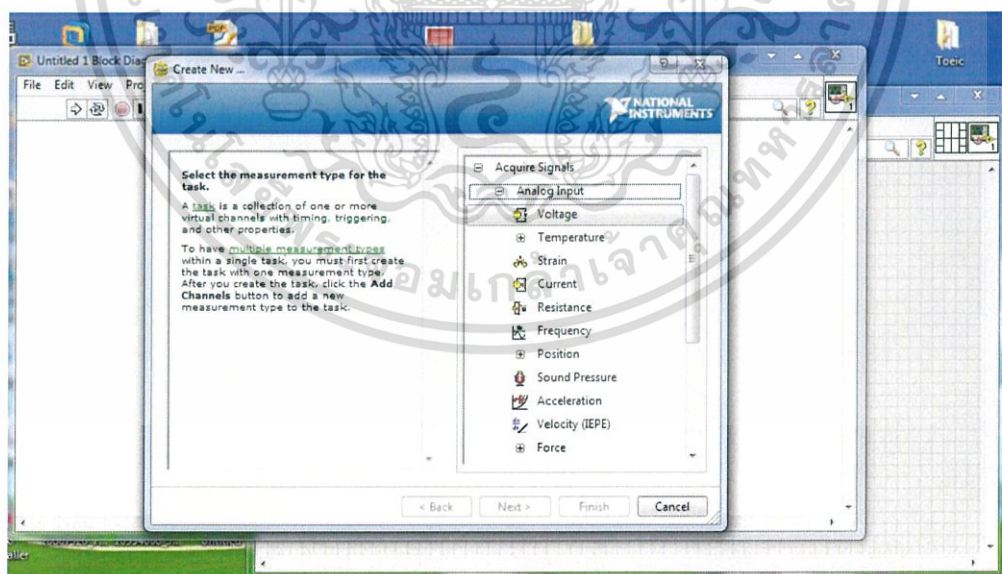 Toeic
Untitled 1 Block Diag
Create New ...
File Edit View Pro
NATIONAL
INSTRUMENTS
Select the measurement type for the
task.
A task is a collection of one or more
virtual channels with timing, triggering,
and other properties.
To have multiple measurement types
within a single task, you must first create
the task with one measurement type.
After you create the task, click the Add
Channels button to add a new
measurement type to the task.
Acquire Signals
Analog Input
Voltage
Temperature
Strain
Current
Resistance
Frequency
Position
Sound Pressure
Acceleration
Velocity (IEPE)
Force
< Back
Next >
Finish
Cancel